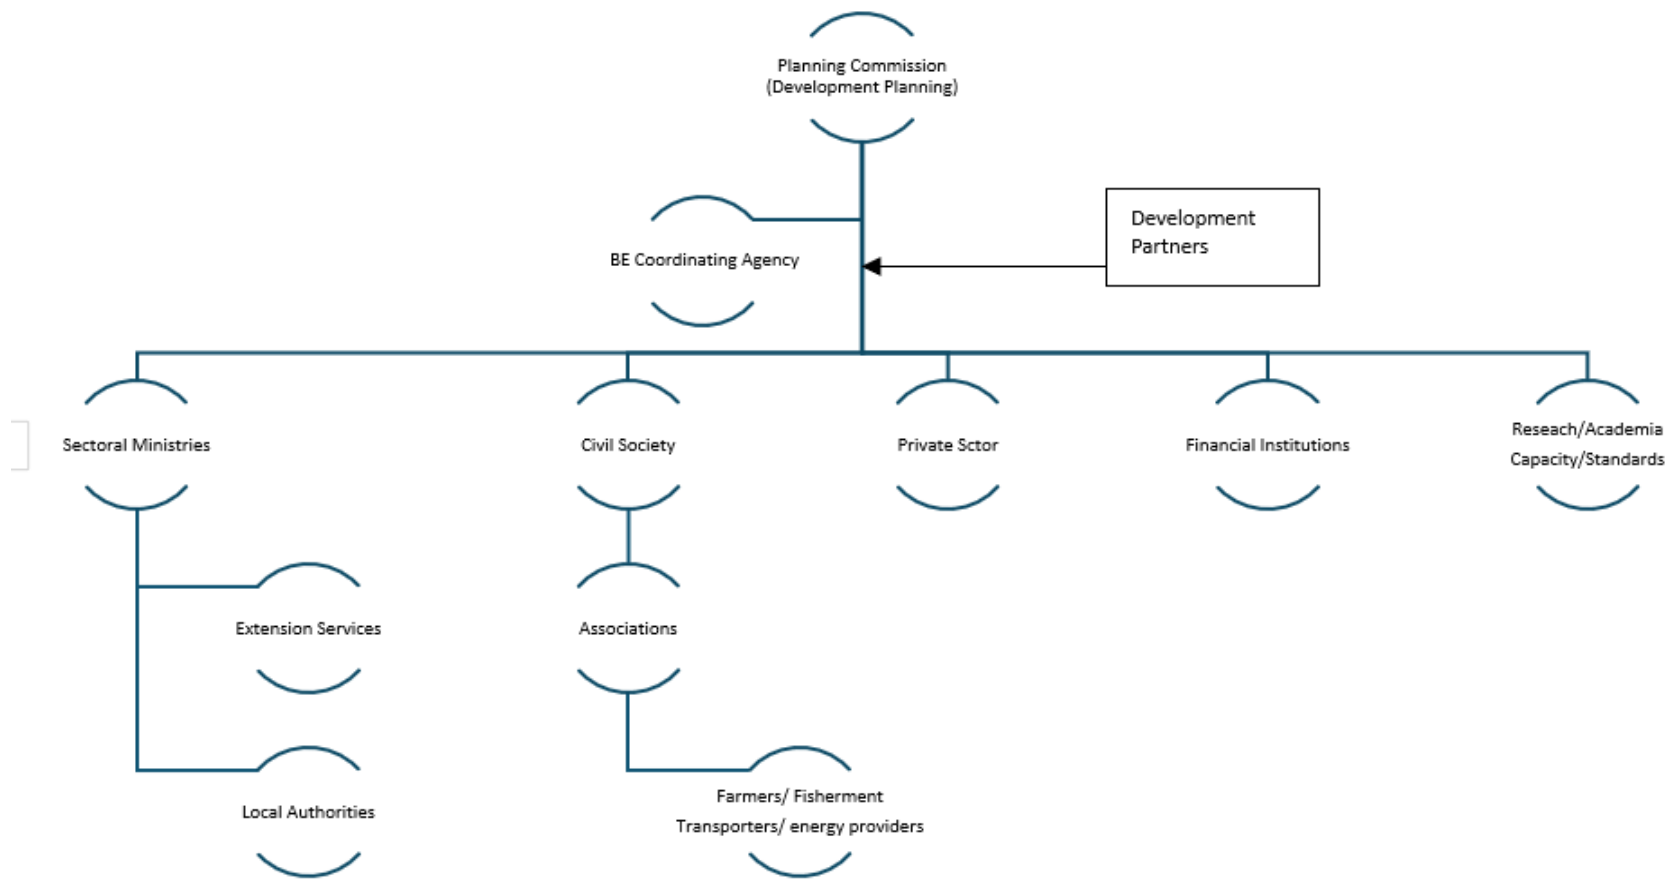 Planning Commission
(Development Planning)
Development
Partners
BE Coordinating Agency
Sectoral Ministries
Civil Society
Private Sctor
Financial Institutions
Reseach/Academia
Capacity/Standards
Extension Services
Associations
Local Authorities
Farmers/ Fisherment
Transporters/ energy providers